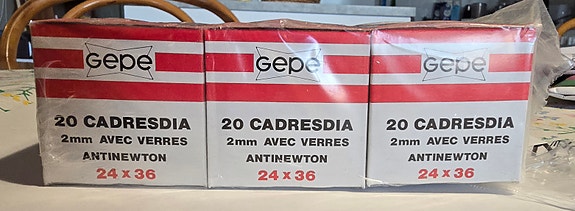 Gepe
20 CADRESDIA
2mm AVEC VERRES
ANTINEWTON
24 x 36
Gepe
20 CADRESDIA
2mm AVEC VERRES
ANTINEWTON
24 x 36
Gepe
20 CADRESDIA
2mm AVEC VERRES
ANTINEWTON
24 x 36